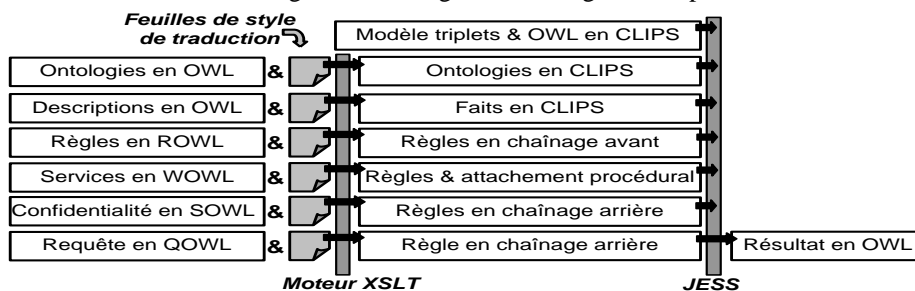 Feuilles de style
de traduction
Modèle triplets & OWL en CLIPS
Ontologies en OWL & Ontologies en CLIPS
Descriptions en OWL & Faits en CLIPS
Règles en ROWL & Règles en chaînage avant
Services en WOWL & Règles & attachement procédural
Confidentialité en SOWL & Règles en chaînage arrière
Requête en QOWL & Règle en chaînage arrière Résultat en OWL
Moteur XSLT JESS